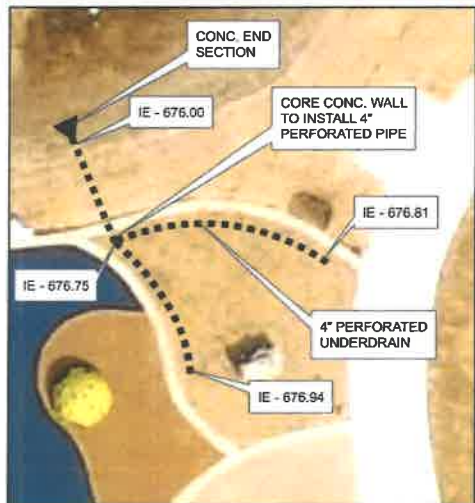 CONC. END
SECTION
IE - 676.00
CORE CONC. WALL
TO INSTALL 4"
PERFORATED PIPE
IE - 676.81
IE - 676.75
4" PERFORATED
UNDERDRAIN
IE - 676.94